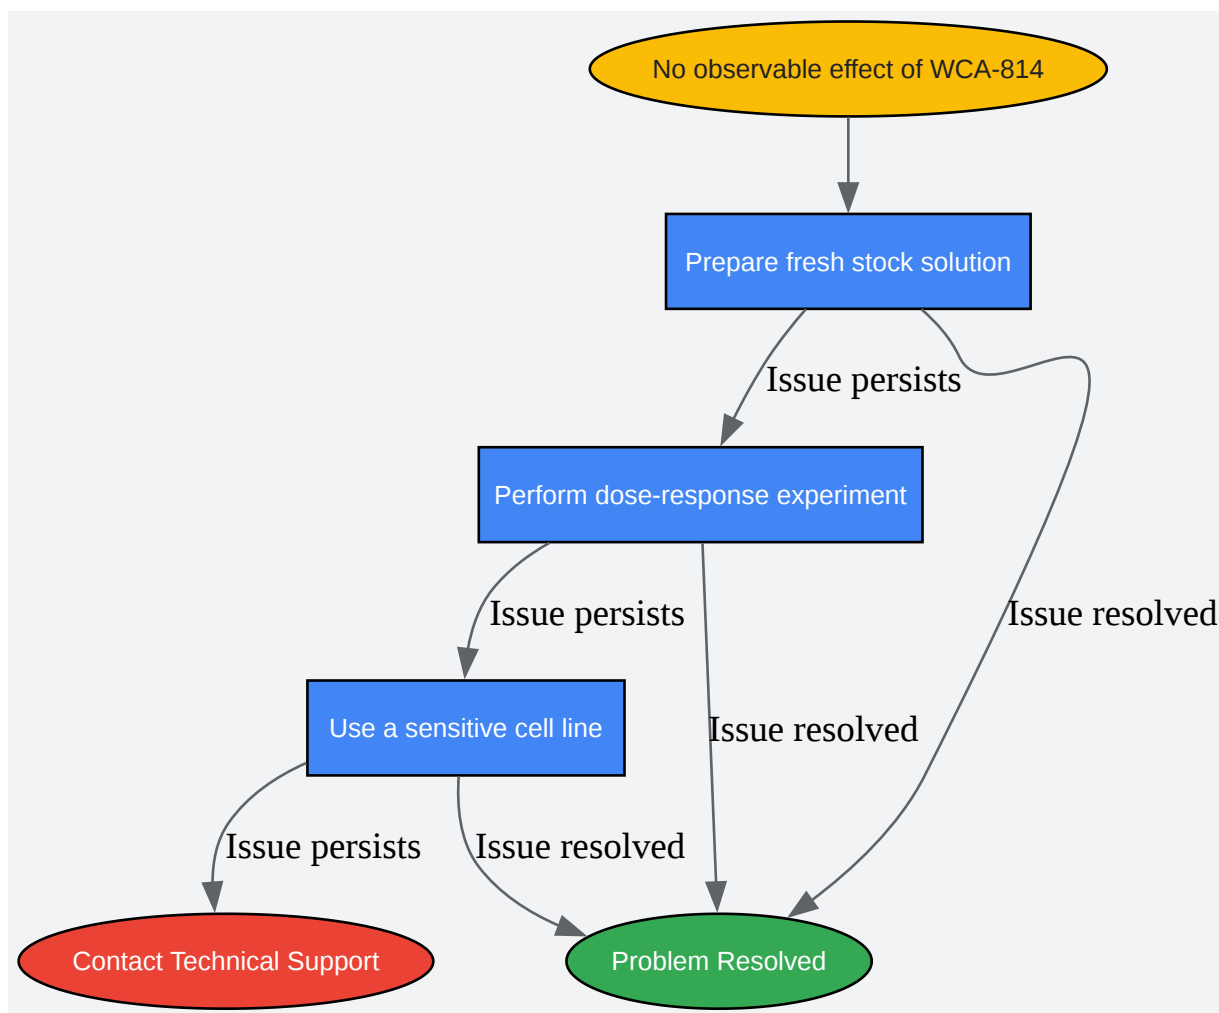 No observable effect of WCA-814
Prepare fresh stock solution
Issue persists
Perform dose-response experiment
Issue persists
Issue resolved
Use a sensitive cell line
Issue resolved
Issue persists
Issue resolved
Contact Technical Support
Problem Resolved